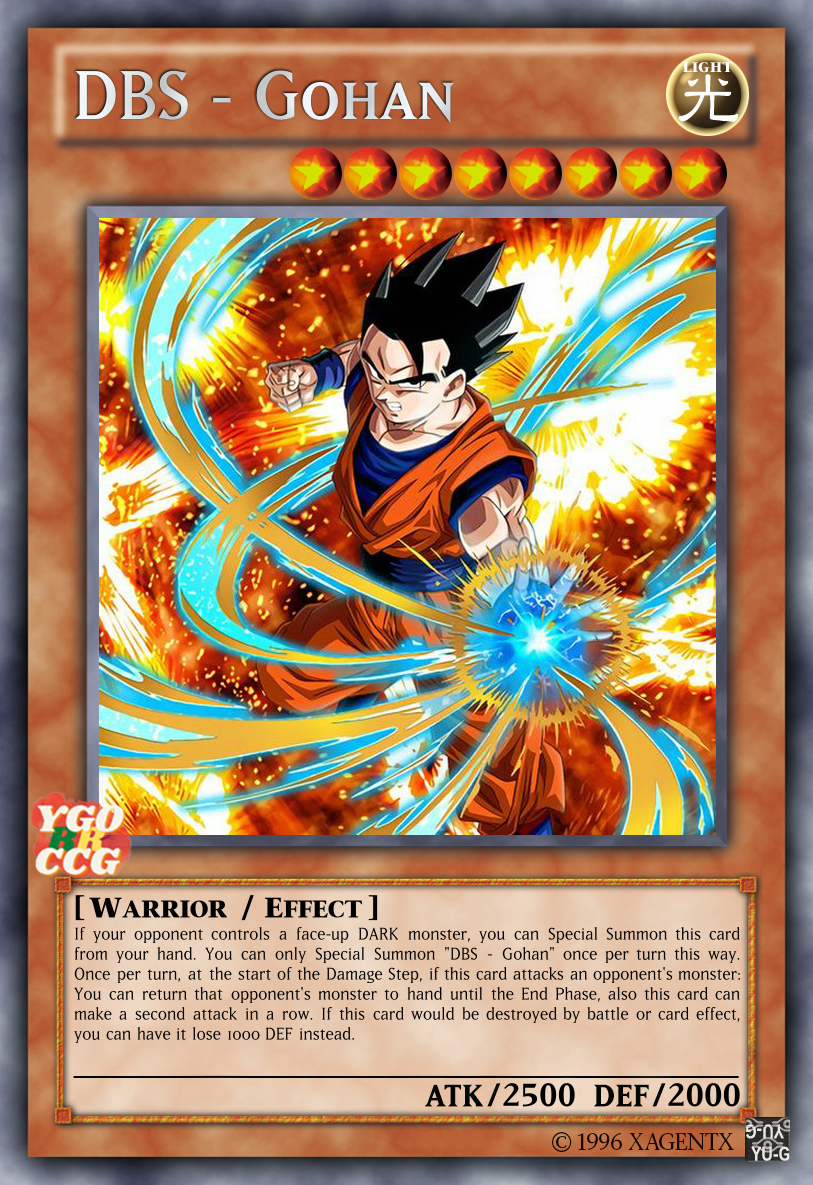 DBS - Gohan
LIGHT
光
YGO
CCG
[ Warrior / Effect ]
If your opponent controls a face-up DARK monster, you can Special Summon this card
from your hand. You can only Special Summon "DBS - Gohan" once per turn this way.
Once per turn, at the start of the Damage Step, if this card attacks an opponent's monster:
You can return that opponent's monster to hand until the End Phase, also this card can
make a second attack in a row. If this card would be destroyed by battle or card effect,
you can have it lose 1000 DEF instead.
ATK/2500 DEF/2000
© 1996 XAGENTX
YU-G